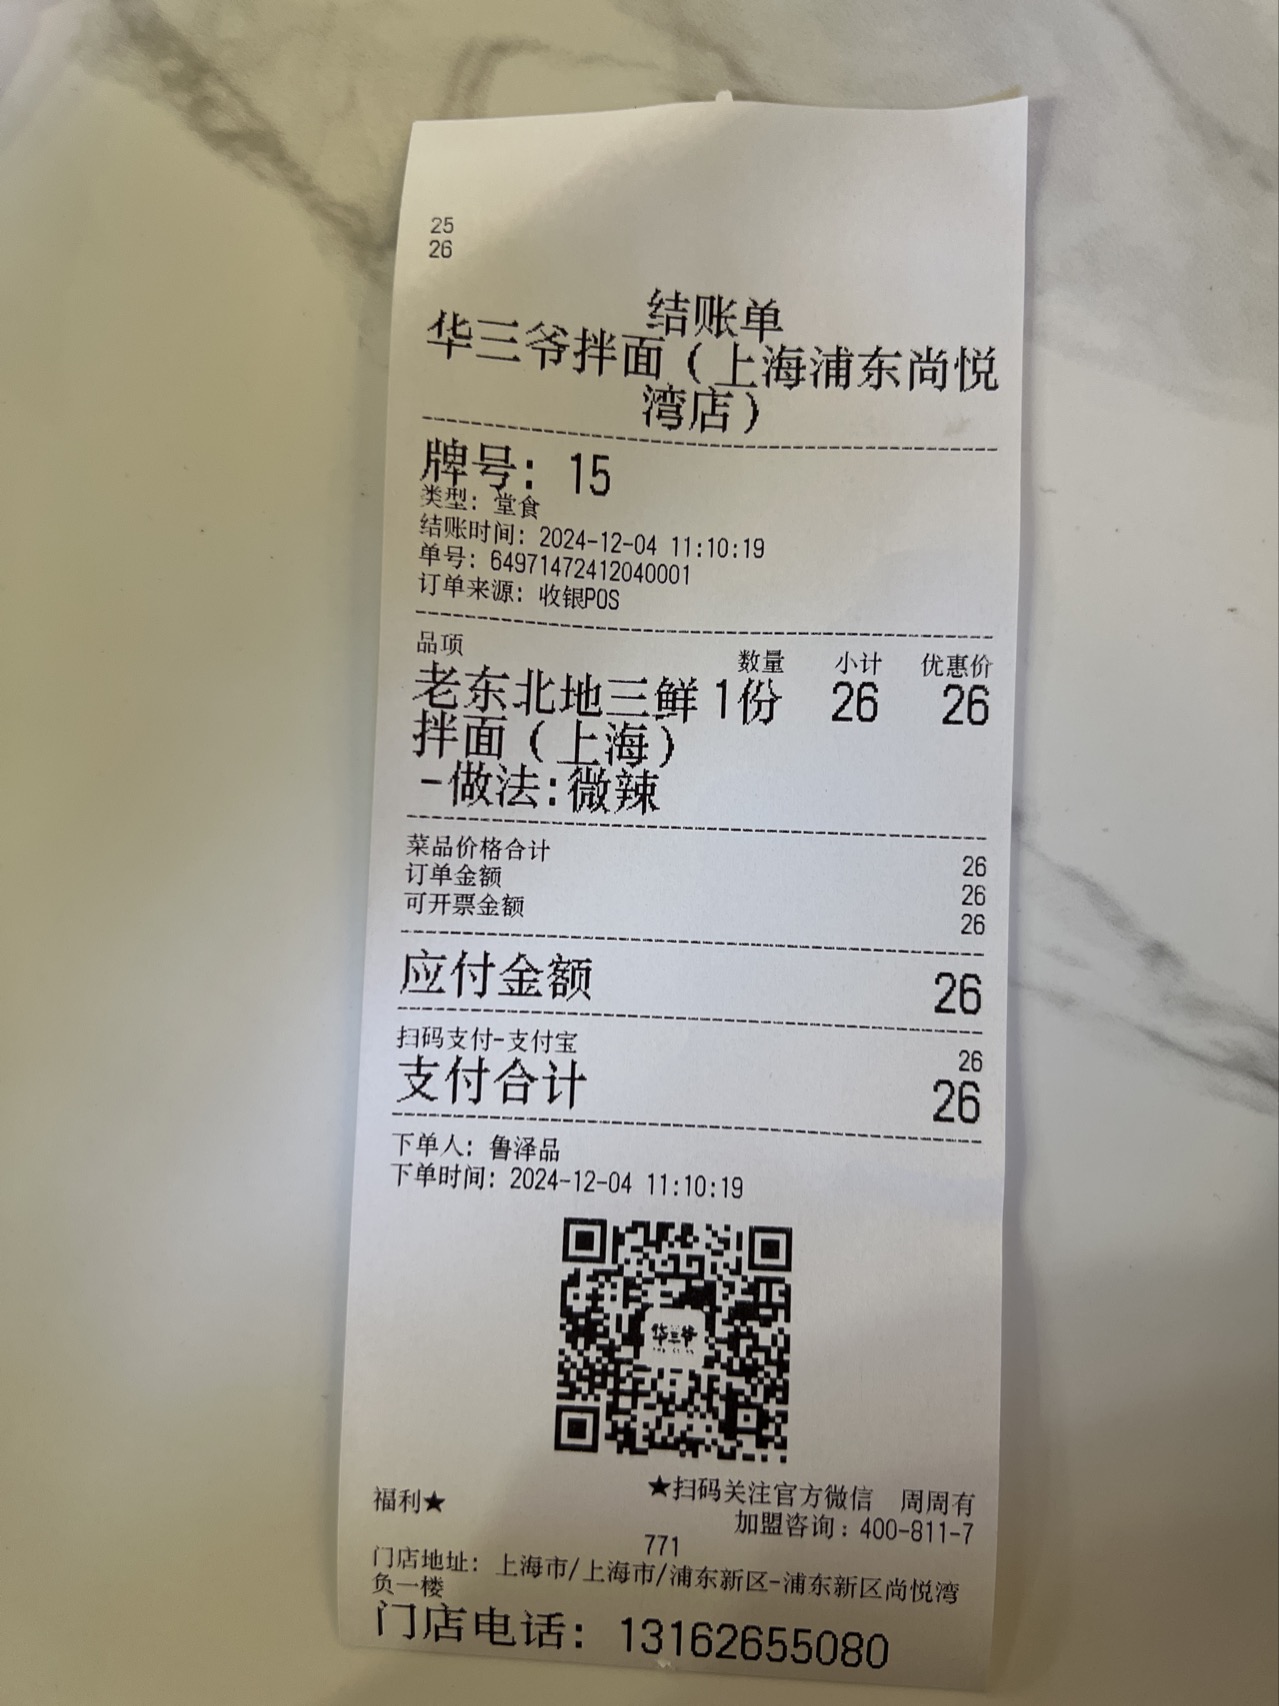 25
26
结账单
华三爷拌面（上海浦东尚悦
湾店）
牌号：15
类型：堂食
结账时间：2024-12-04 11:10:19
单号：64971472412040001
订单来源：收银POS
品项 数量 小计 优惠价
老东北地三鲜 1份 26 26
拌面（上海）
-做法:微辣
菜品价格合计 26
订单金额 26
可开票金额 26
应付金额 26
扫码支付-支付宝 26
支付合计 26
下单人：鲁泽品
下单时间：2024-12-04 11:10:19
华三爷
★扫码关注官方微信 周周有
福利★
加盟咨询：400-811-7
771
门店地址：上海市/上海市/浦东新区-浦东新区尚悦湾
负一楼
门店电话：13162655080